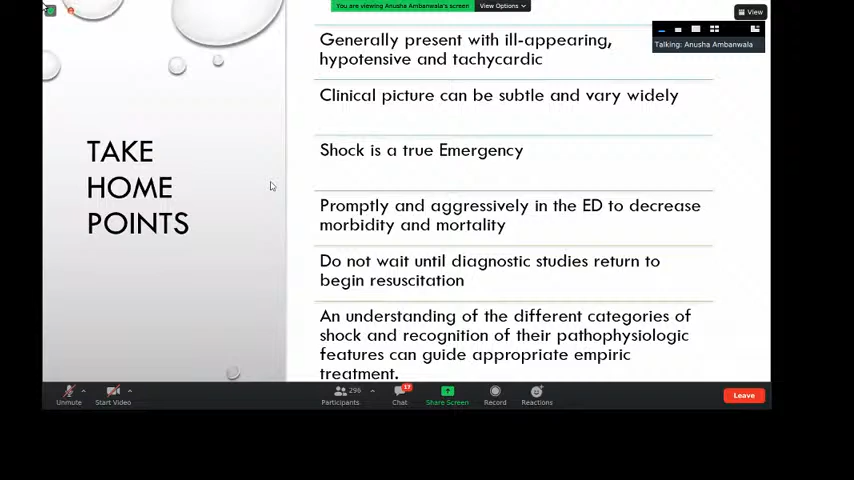 You are viewing Anusha Ambanwala's screen
View Options
View
Talking: Anusha Ambanwala
TAKE
HOME
POINTS
Generally present with ill-appearing,
hypotensive and tachycardic
Clinical picture can be subtle and vary widely
Shock is a true Emergency
Promptly and aggressively in the ED to decrease
morbidity and mortality
Do not wait until diagnostic studies return to
begin resuscitation
An understanding of the different categories of
shock and recognition of their pathophysiologic
features can guide appropriate empiric
treatment.
Unmute
Start Video
296
Participants
17
Chat
Share Screen
Record
Reactions
Leave